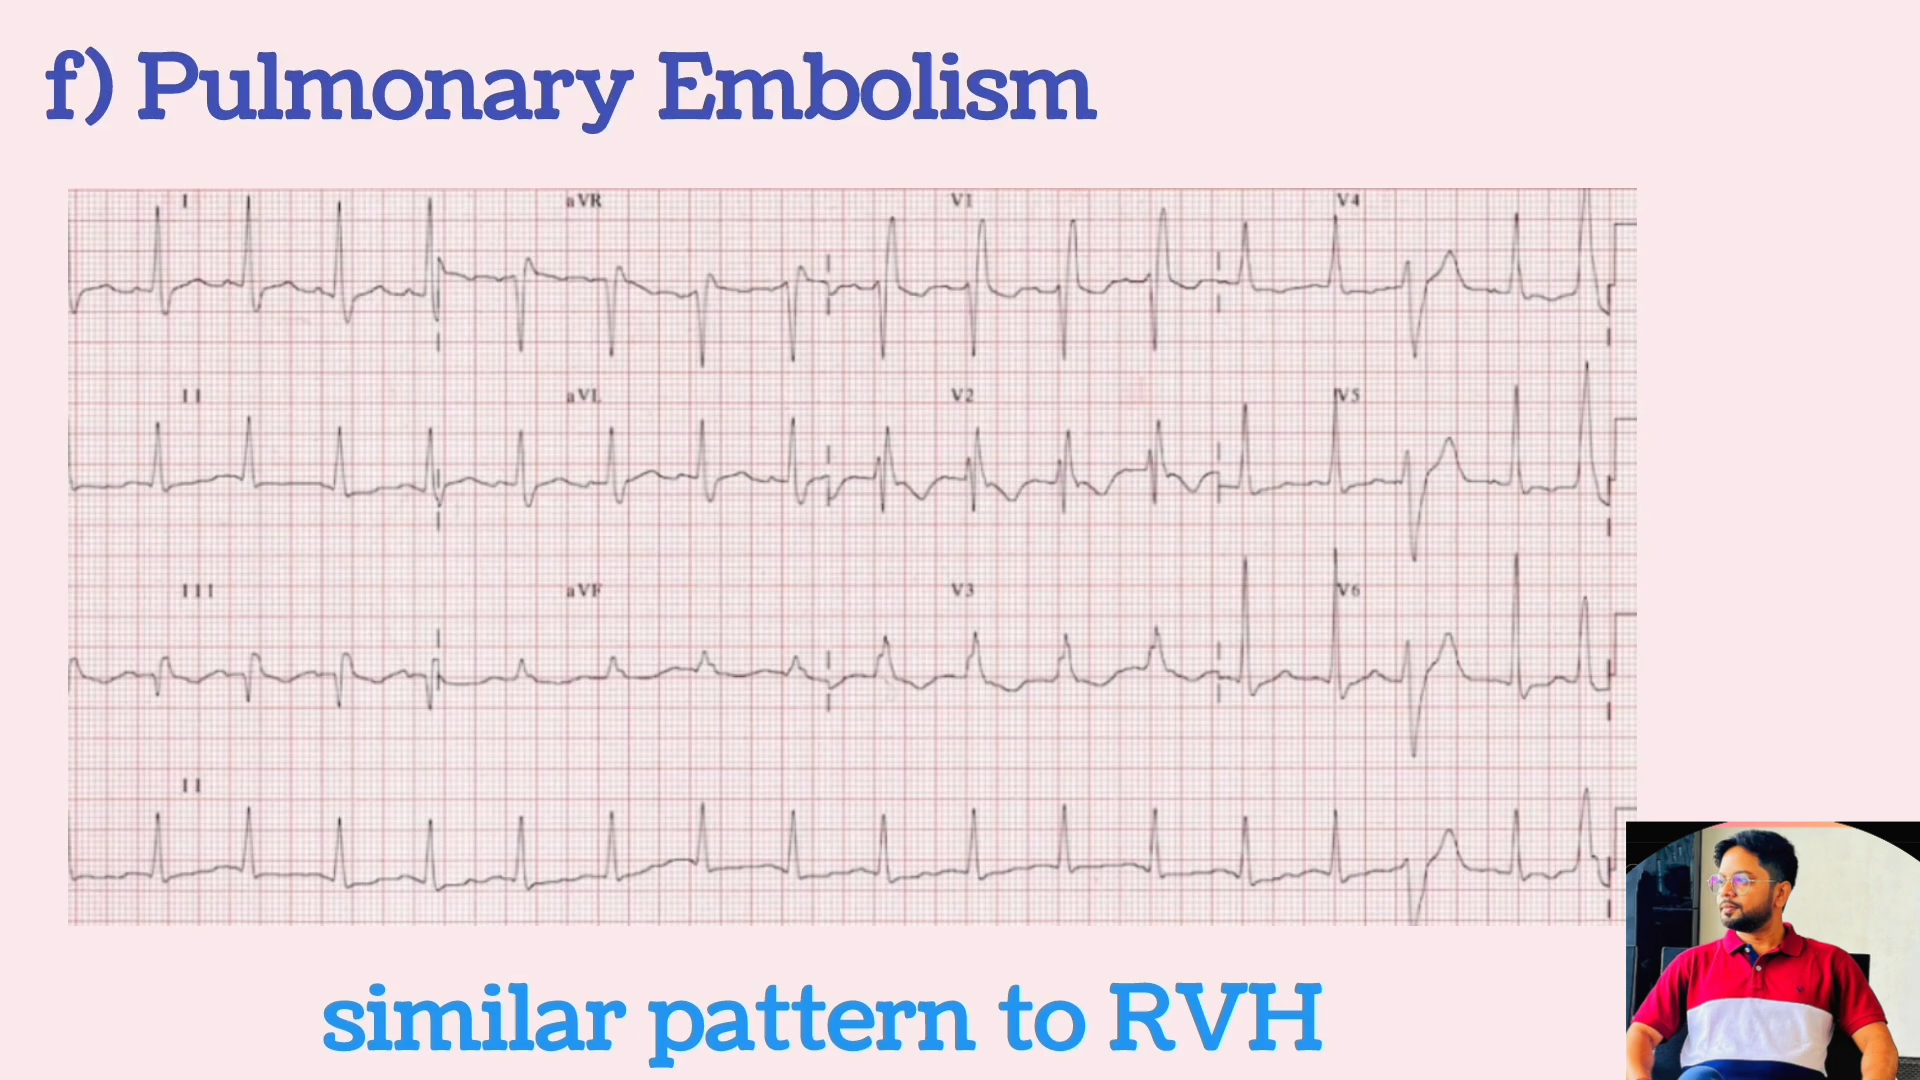 f) Pulmonary Embolism
I aVR V1 V4
II aVL V2 V5
III aVF V3 V6
II
similar pattern to RVH